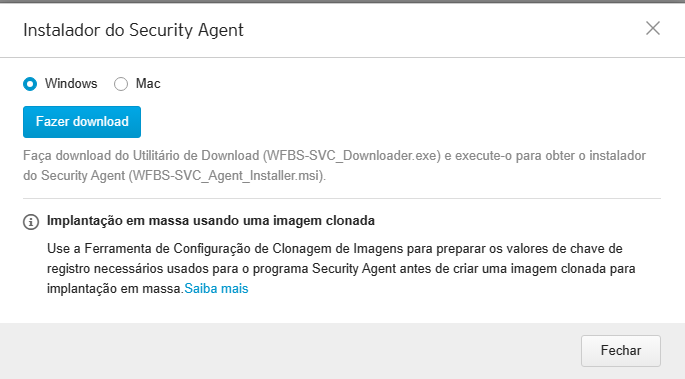 Instalador do Security Agent
Windows Mac
Fazer download
Faça download do Utilitário de Download (WFBS-SVC_Downloader.exe) e execute-o para obter o instalador
do Security Agent (WFBS-SVC_Agent_Installer.msi).
Implantação em massa usando uma imagem clonada
Use a Ferramenta de Configuração de Clonagem de Imagens para preparar os valores de chave de
registro necessários usados para o programa Security Agent antes de criar uma imagem clonada para
implantação em massa.Saiba mais
Fechar